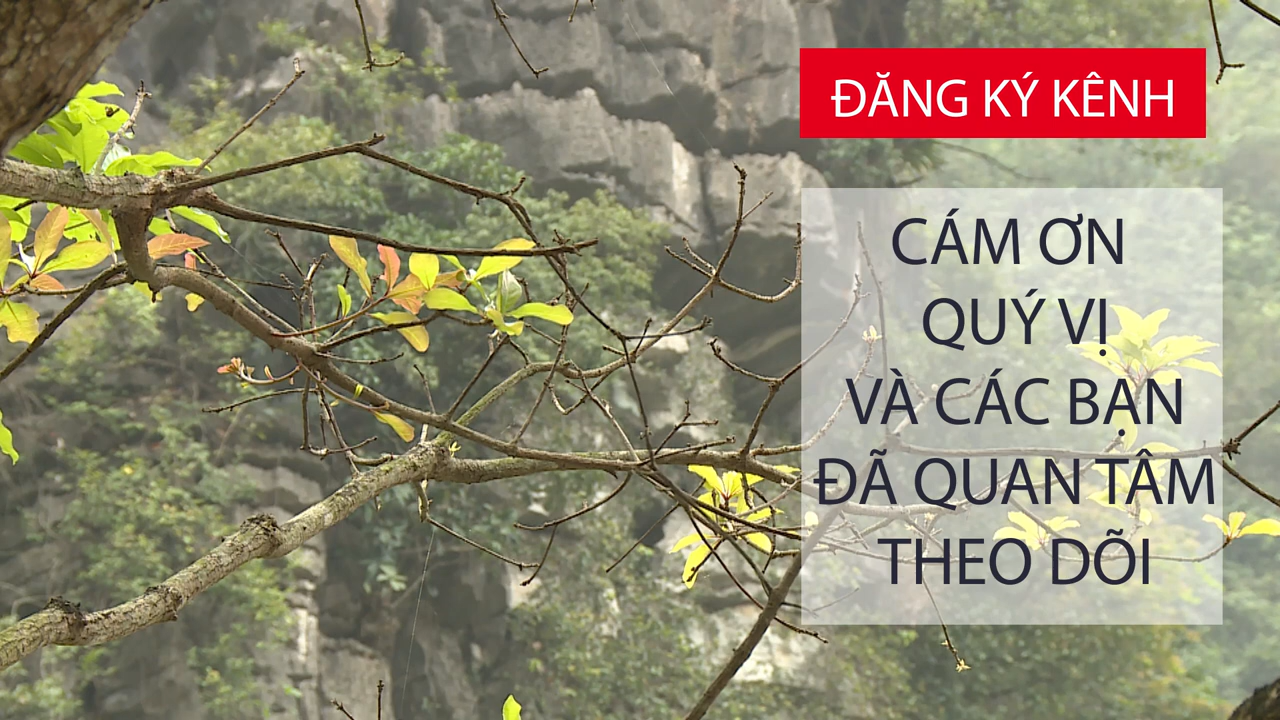 ĐĂNG KÝ KÊNH
CÁM ƠN
QUÝ VỊ
VÀ CÁC BẠN
ĐÃ QUAN TÂM
THEO DÕI